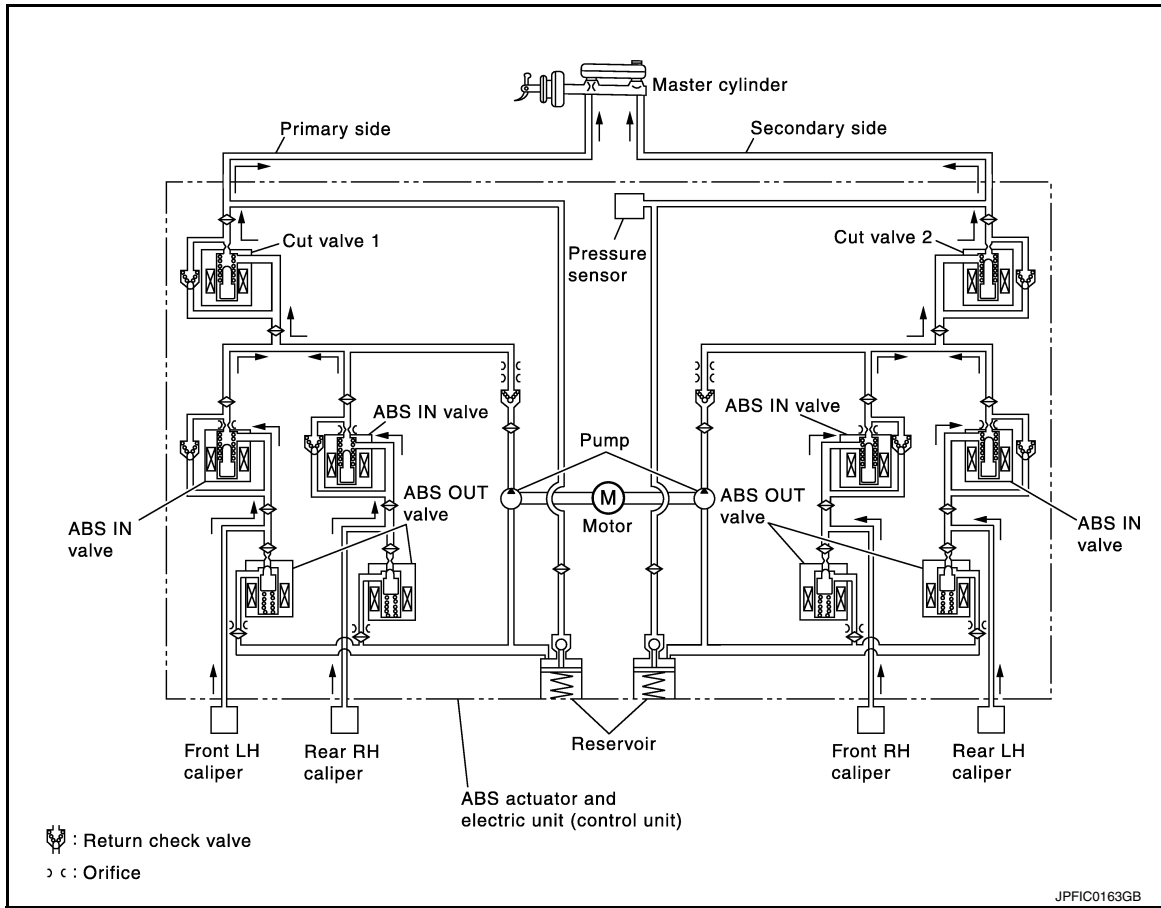 Master cylinder
Primary side
Secondary side
Cut valve 1
Pressure
sensor
Cut valve 2
ABS IN valve
ABS IN valve
Pump
ABS OUT
valve
M
Motor
ABS OUT
valve
ABS IN
valve
ABS IN
valve
Reservoir
Front LH
caliper
Rear RH
caliper
Front RH
caliper
Rear LH
caliper
ABS actuator and
electric unit (control unit)
: Return check valve
: Orifice
JPFIC0163GB